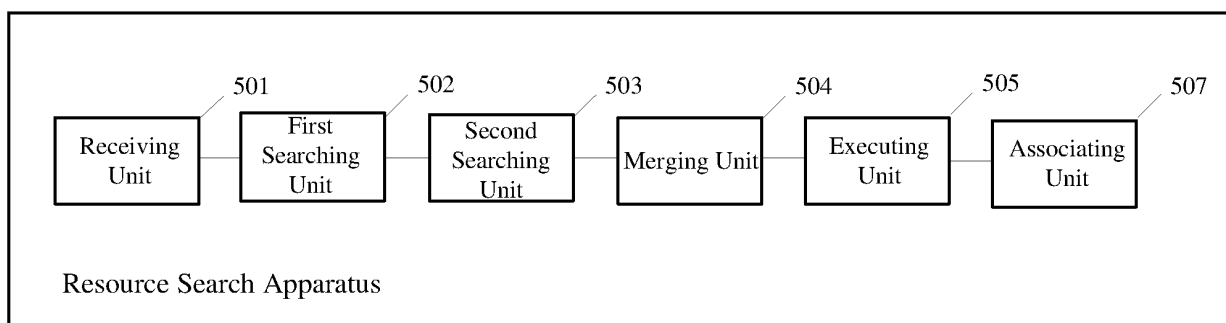 501
502
503
504
505
507
Receiving
Unit
First
Searching
Unit
Second
Searching
Unit
Merging Unit
Executing
Unit
Associating
Unit
Resource Search Apparatus